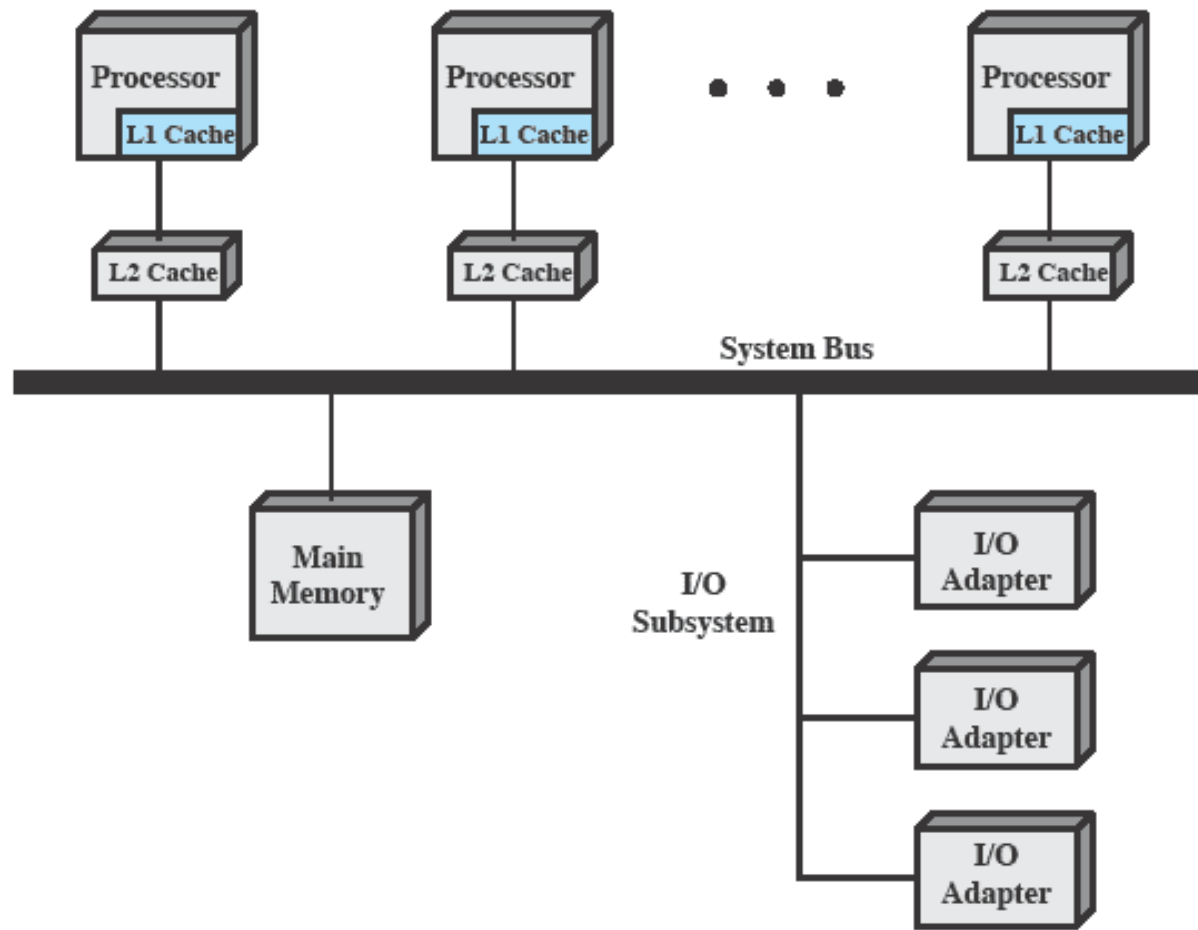 Processor
L1 Cache
Processor
L1 Cache
Processor
L1 Cache
L2 Cache
L2 Cache
L2 Cache
System Bus
Main
Memory
I/O
Subsystem
I/O
Adapter
I/O
Adapter
I/O
Adapter